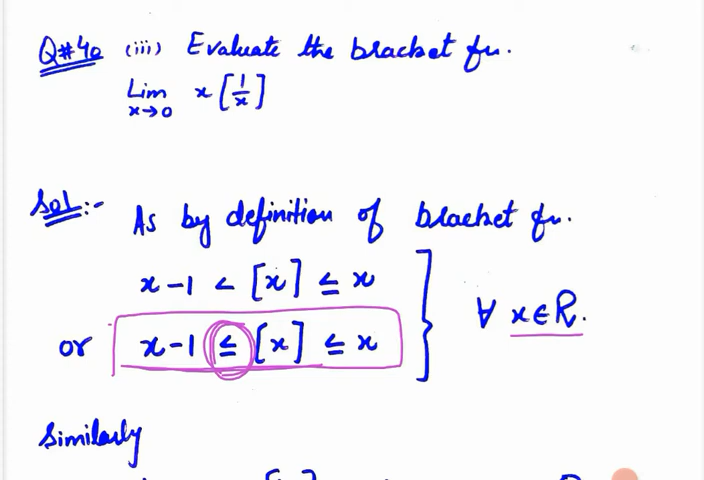 Q#40 (iii) Evaluate the bracket fn.
Lim x→0 x [1/x]
Sol:- As by definition of bracket fn.
x-1 < [x] ≤ x
or x-1 ≤ [x] ≤ x } ∀ x∈R.
Similarly